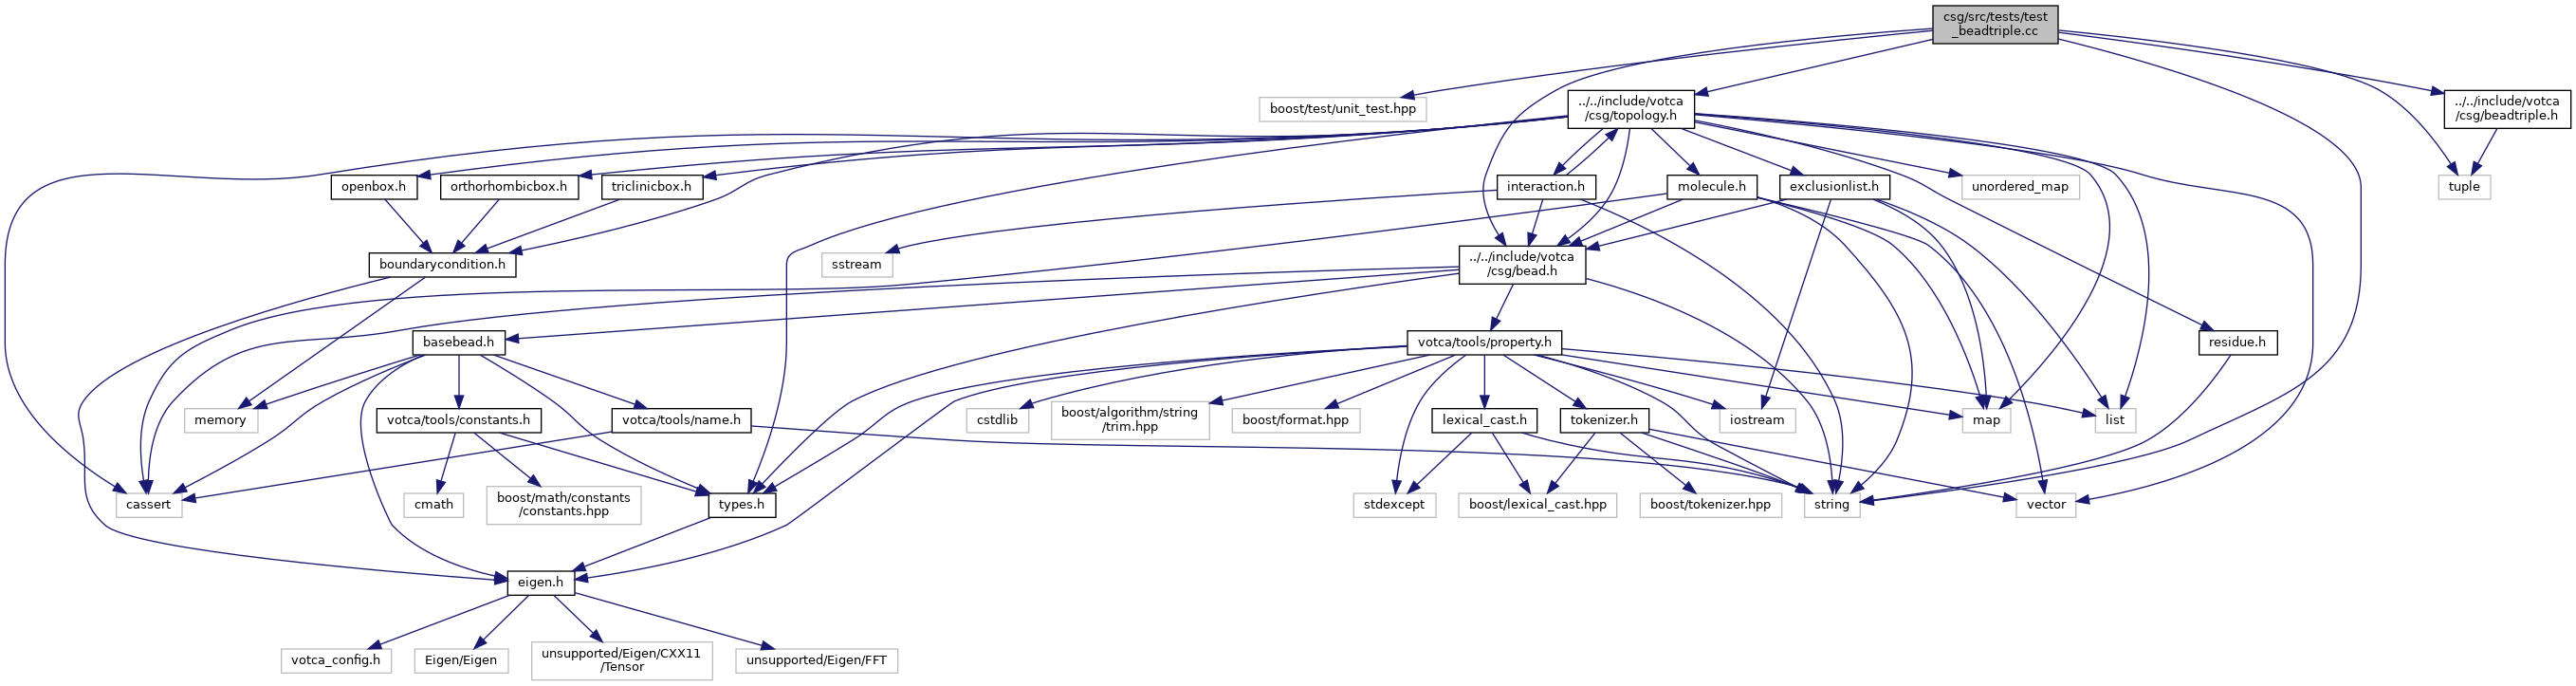 csg/src/tests/test
_beadtriple.cc
boost/test/unit_test.hpp
../../include/votca
/csg/topology.h
../../include/votca
/csg/beadtriple.h
openbox.h
orthorhombicbox.h
triclinicbox.h
interaction.h
molecule.h
exclusionlist.h
unordered_map
tuple
boundarycondition.h
sstream
../../include/votca
/csg/bead.h
basebead.h
votca/tools/property.h
residue.h
memory
votca/tools/constants.h
votca/tools/name.h
cstdlib
boost/algorithm/string
/trim.hpp
boost/format.hpp
lexical_cast.h
tokenizer.h
iostream
map
list
cassert
cmath
boost/math/constants
/constants.hpp
types.h
stdexcept
boost/lexical_cast.hpp
boost/tokenizer.hpp
string
vector
eigen.h
votca_config.h
Eigen/Eigen
unsupported/Eigen/CXX11
/Tensor
unsupported/Eigen/FFT